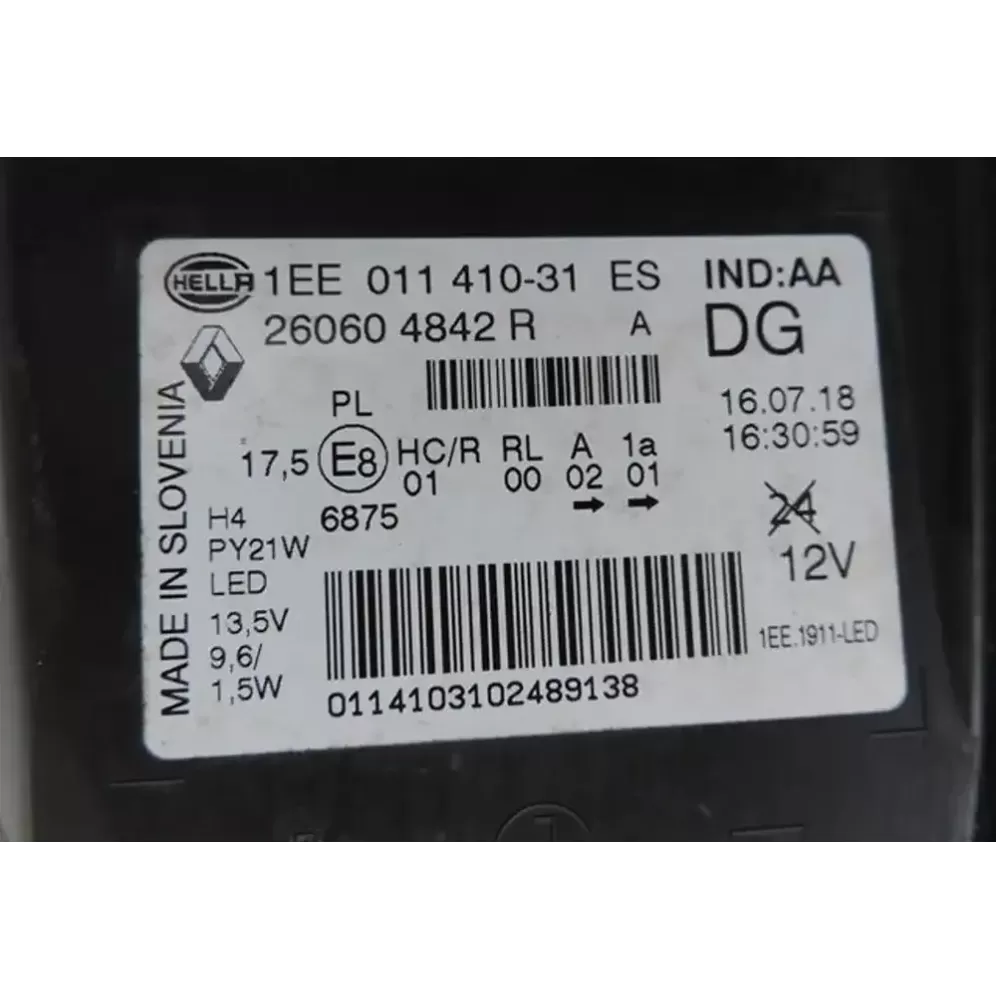 HELLA 1EE 011 410-31 ES IND:AA
260604842R A DG
PL
16.07.18
17,5 E8 HC/R RL A 1a 16:30:59
01 00 02 01
H4 6875 → →
24
PY21W
LED 12V
13,5V
9,6/
1,5W
1EE.1911-LED
0114103102489138
MADE IN SLOVENIA